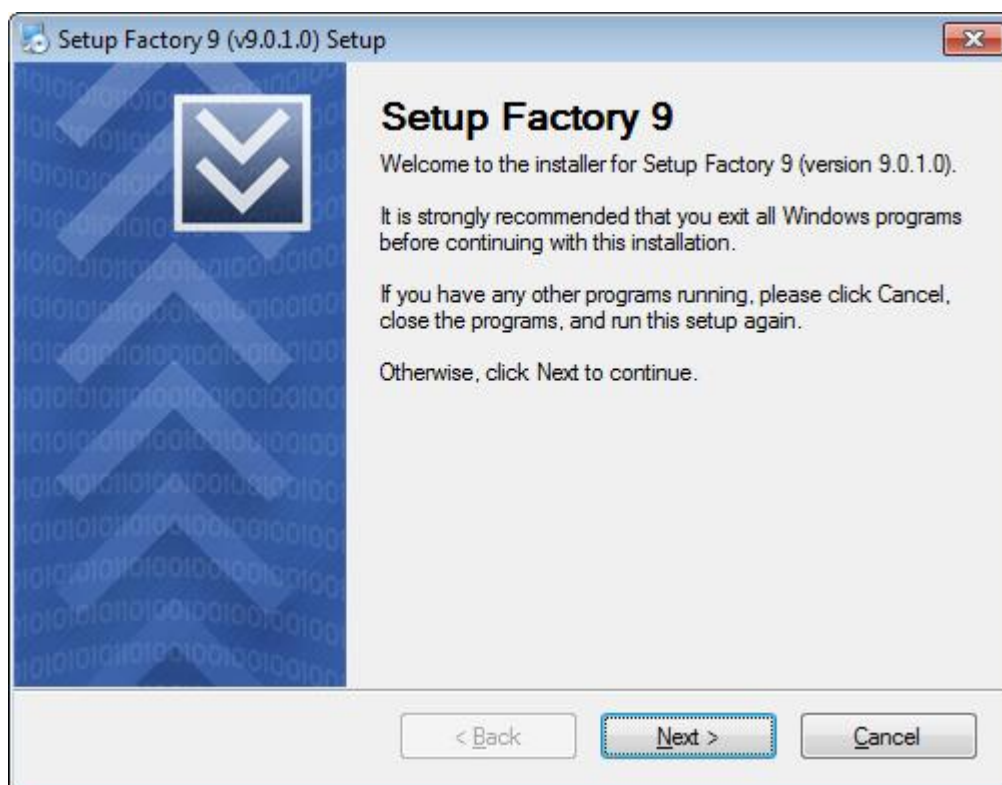 Setup Factory 9 (v9.0.1.0) Setup
Setup Factory 9
Welcome to the installer for Setup Factory 9 (version 9.0.1.0).
It is strongly recommended that you exit all Windows programs
before continuing with this installation.
If you have any other programs running, please click Cancel,
close the programs, and run this setup again.
Otherwise, click Next to continue.
< Back
Next >
Cancel